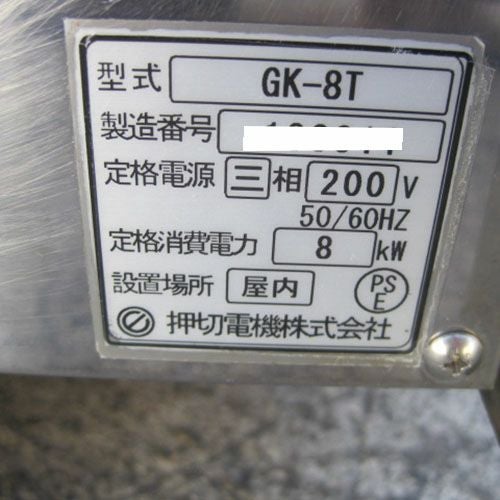 型式 GK-8T
製造番号
定格電源 三相 200V
50/60HZ
定格消費電力 8 kW
設置場所 屋内 PSE
押切電機株式会社